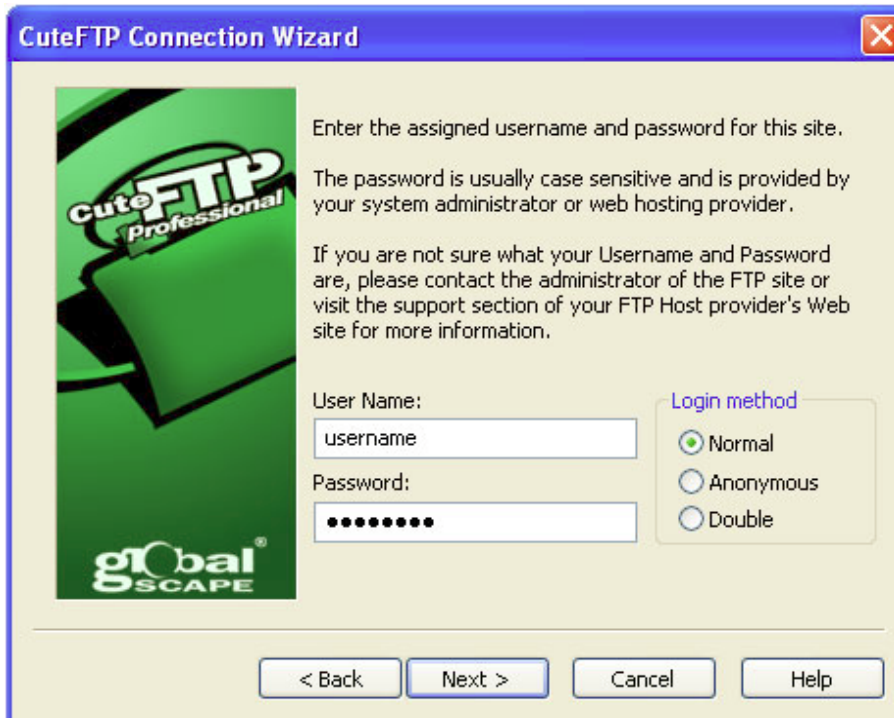 CuteFTP Connection Wizard
cuteFTP
Professional
globalSCAPE®
Enter the assigned username and password for this site.
The password is usually case sensitive and is provided by
your system administrator or web hosting provider.
If you are not sure what your Username and Password
are, please contact the administrator of the FTP site or
visit the support section of your FTP Host provider's Web
site for more information.
User Name:
username
Password:
••••••••
Login method
Normal
Anonymous
Double
< Back
Next >
Cancel
Help